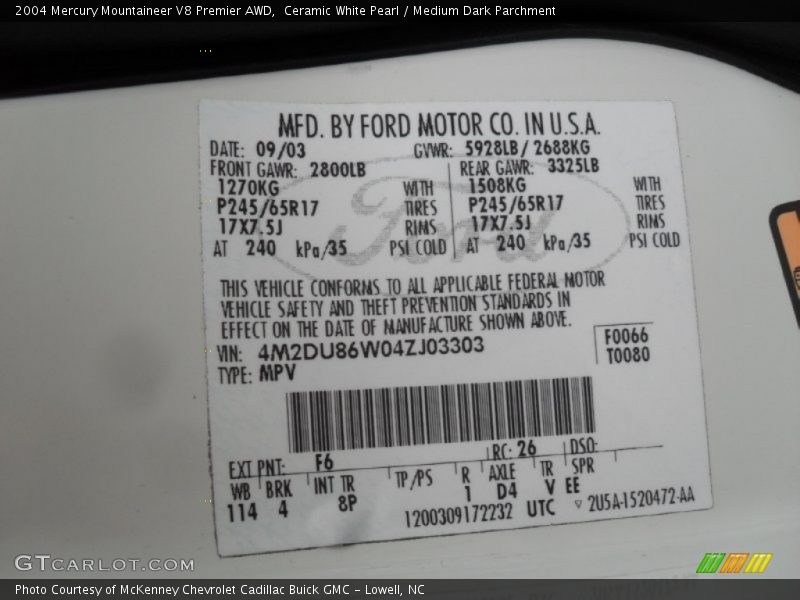 2004 Mercury Mountaineer V8 Premier AWD,  Ceramic White Pearl / Medium Dark Parchment
MFD. BY FORD MOTOR CO. IN U.S.A.
DATE: 09/03 GVWR: 5928LB/ 2688KG
FRONT GAWR: 2800LB REAR GAWR: 3325LB
1270KG WITH 1508KG WITH
P245/65R17 TIRES P245/65R17 TIRES
17X7.5J RIMS 17X7.5J RIMS
AT 240 kPa/35 PSI COLD AT 240 kPa/35 PSI COLD
Ford
THIS VEHICLE CONFORMS TO ALL APPLICABLE FEDERAL MOTOR
VEHICLE SAFETY AND THEFT PREVENTION STANDARDS IN
EFFECT ON THE DATE OF MANUFACTURE SHOWN ABOVE.
VIN: 4M2DU86W04ZJ03303 F0066
TYPE: MPV T0080
EXT PNT: F6 RC: 26 DSO:
WB BRK INT TR TP/PS R AXLE TR SPR
114 4 8P 1 D4 V EE
1200309172232 UTC ▽ 2U5A-1520472-AA
GTCARLOT.COM
Photo Courtesy of McKenney Chevrolet Cadillac Buick GMC - Lowell, NC